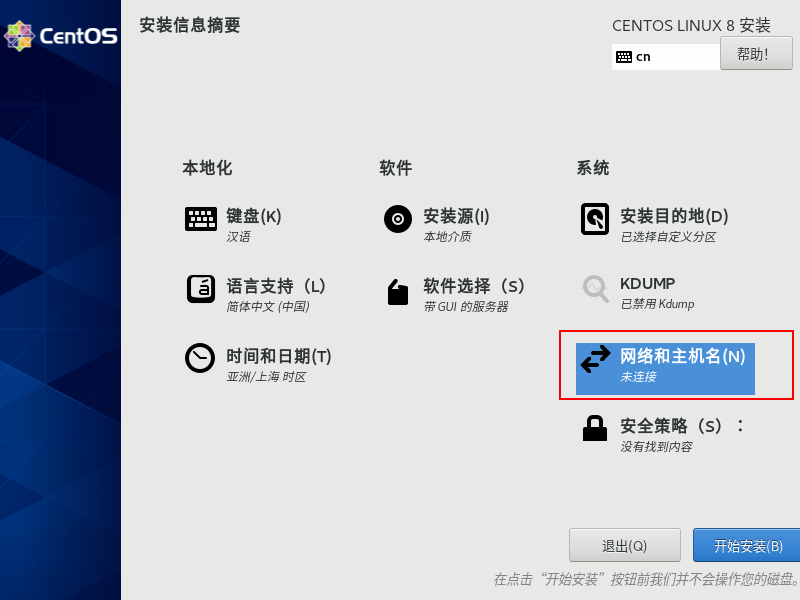 CentOS
安装信息摘要
CENTOS LINUX 8 安装
cn
帮助!
本地化
键盘(K)
汉语
语言支持（L）
简体中文 (中国)
时间和日期(T)
亚洲/上海 时区
软件
安装源(I)
本地介质
软件选择（S）
带 GUI 的服务器
系统
安装目的地(D)
已选择自定义分区
KDUMP
已禁用 Kdump
网络和主机名(N)
未连接
安全策略（S）：
没有找到内容
退出(Q)
开始安装(B)
在点击“开始安装”按钮前我们并不会操作您的磁盘。